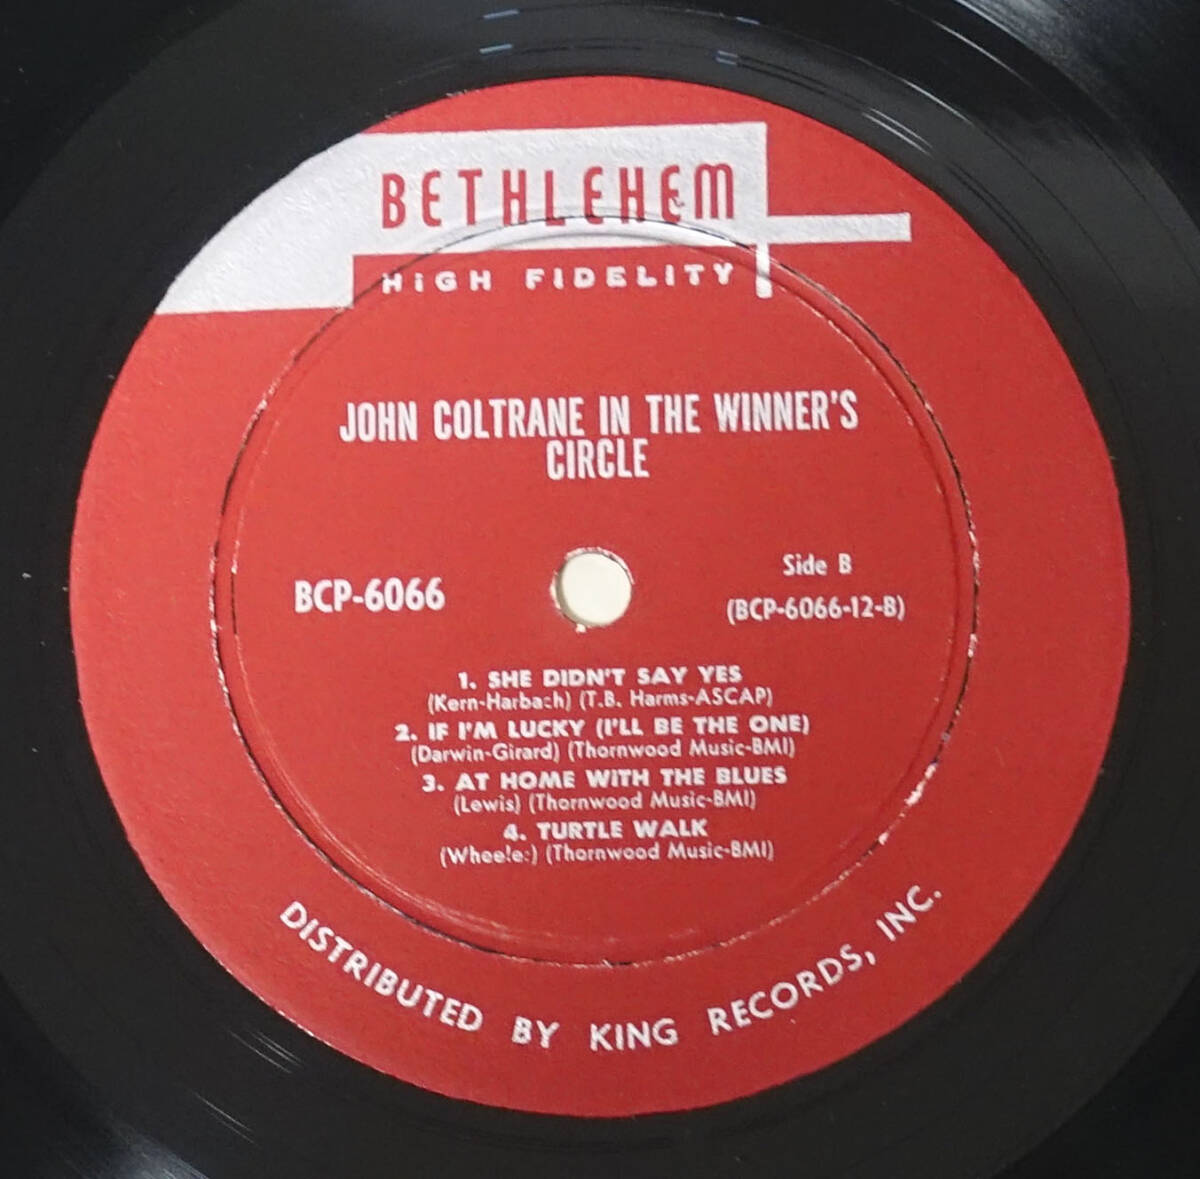 BETHLEHEM
HiGH FIDELITY
JOHN COLTRANE IN THE WINNER'S
CIRCLE
BCP-6066
Side B
(BCP-6066-12-B)
1. SHE DIDN'T SAY YES
(Kern-Harbach) (T.B. Harms-ASCAP)
2. IF I'M LUCKY (I'LL BE THE ONE)
(Darwin-Girard) (Thornwood Music-BMI)
3. AT HOME WITH THE BLUES
(Lewis) (Thornwood Music-BMI)
4. TURTLE WALK
(Wheeler) (Thornwood Music-BMI)
DISTRIBUTED BY KING RECORDS, INC.